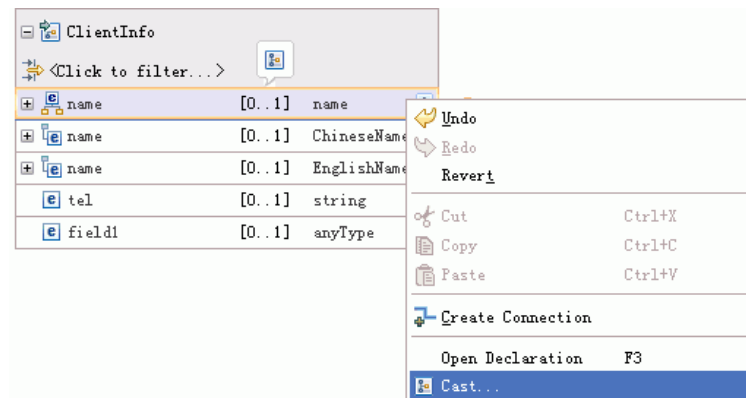 ClientInfo
<Click to filter...>
name [0..1] name
name [0..1] ChineseName
name [0..1] EnglishName
tel [0..1] string
field1 [0..1] anyType
Undo
Redo
Revert
Cut Ctrl+X
Copy Ctrl+C
Paste Ctrl+V
Create Connection
Open Declaration F3
Cast...